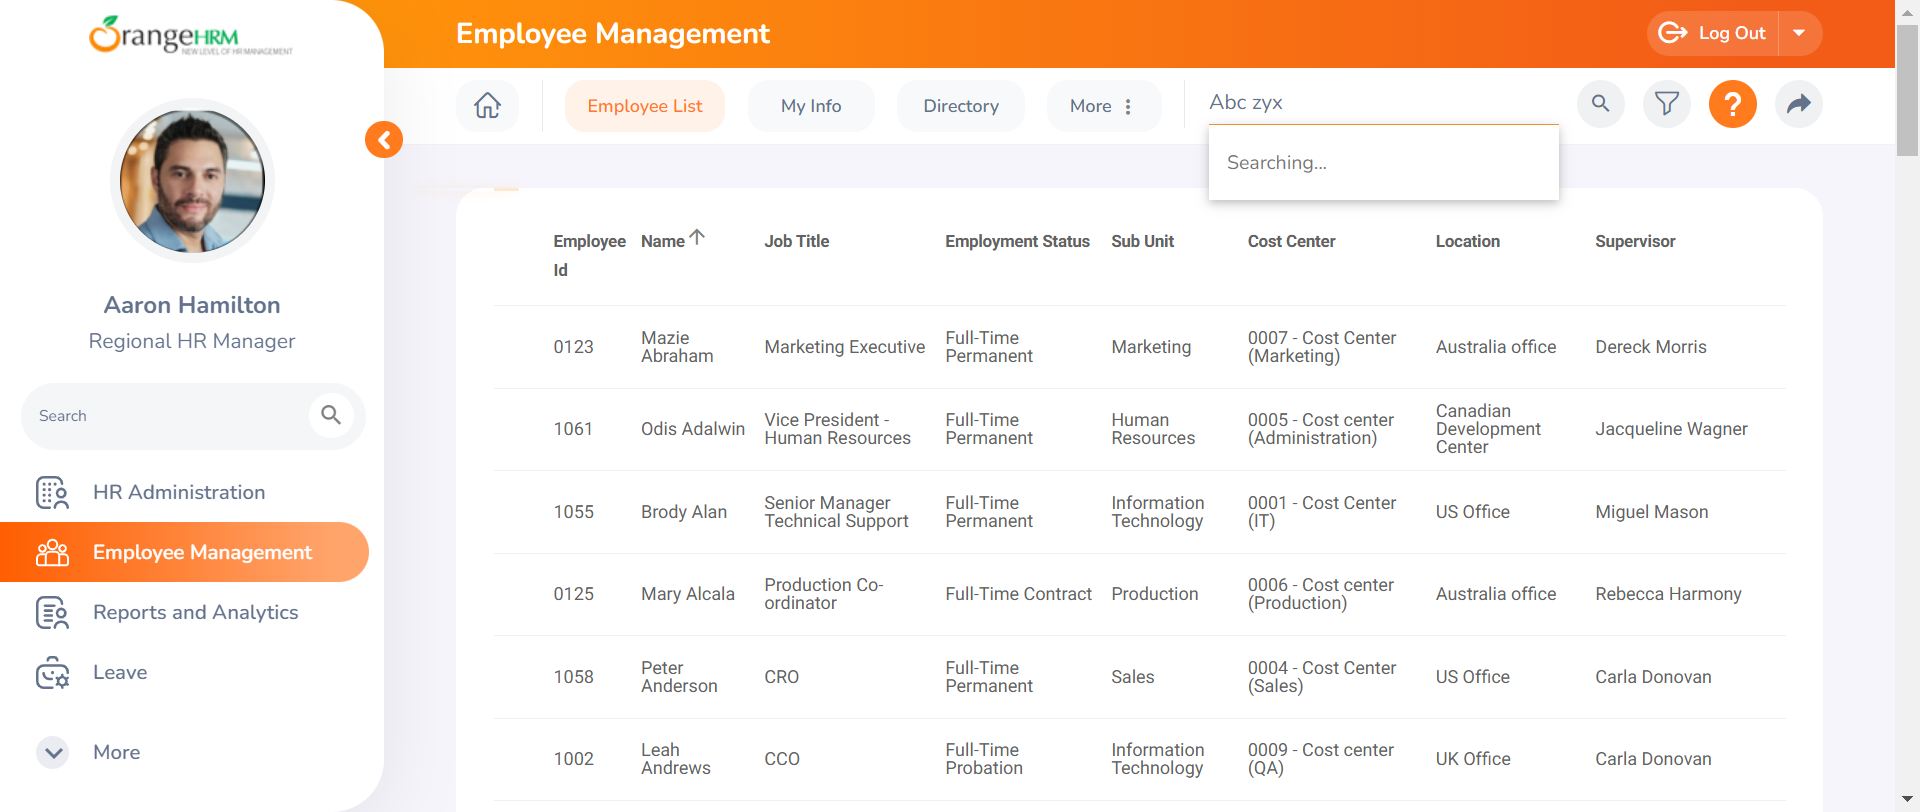 OrangeHRM
NEW LEVEL OF HR MANAGEMENT
Employee Management
Log Out
Employee List
My Info
Directory
More
Abc zyx
?
Searching...
Aaron Hamilton
Regional HR Manager
Search
HR Administration
Employee Management
Reports and Analytics
Leave
More
Employee Id Name Job Title Employment Status Sub Unit Cost Center Location Supervisor
0123 Mazie Abraham Marketing Executive Full-Time Permanent Marketing 0007 - Cost Center (Marketing) Australia office Dereck Morris
1061 Odis Adalwin Vice President - Human Resources Full-Time Permanent Human Resources 0005 - Cost center (Administration) Canadian Development Center Jacqueline Wagner
1055 Brody Alan Senior Manager Technical Support Full-Time Permanent Information Technology 0001 - Cost Center (IT) US Office Miguel Mason
0125 Mary Alcala Production Co-ordinator Full-Time Contract Production 0006 - Cost center (Production) Australia office Rebecca Harmony
1058 Peter Anderson CRO Full-Time Permanent Sales 0004 - Cost Center (Sales) US Office Carla Donovan
1002 Leah Andrews CCO Full-Time Probation Information Technology 0009 - Cost center (QA) UK Office Carla Donovan